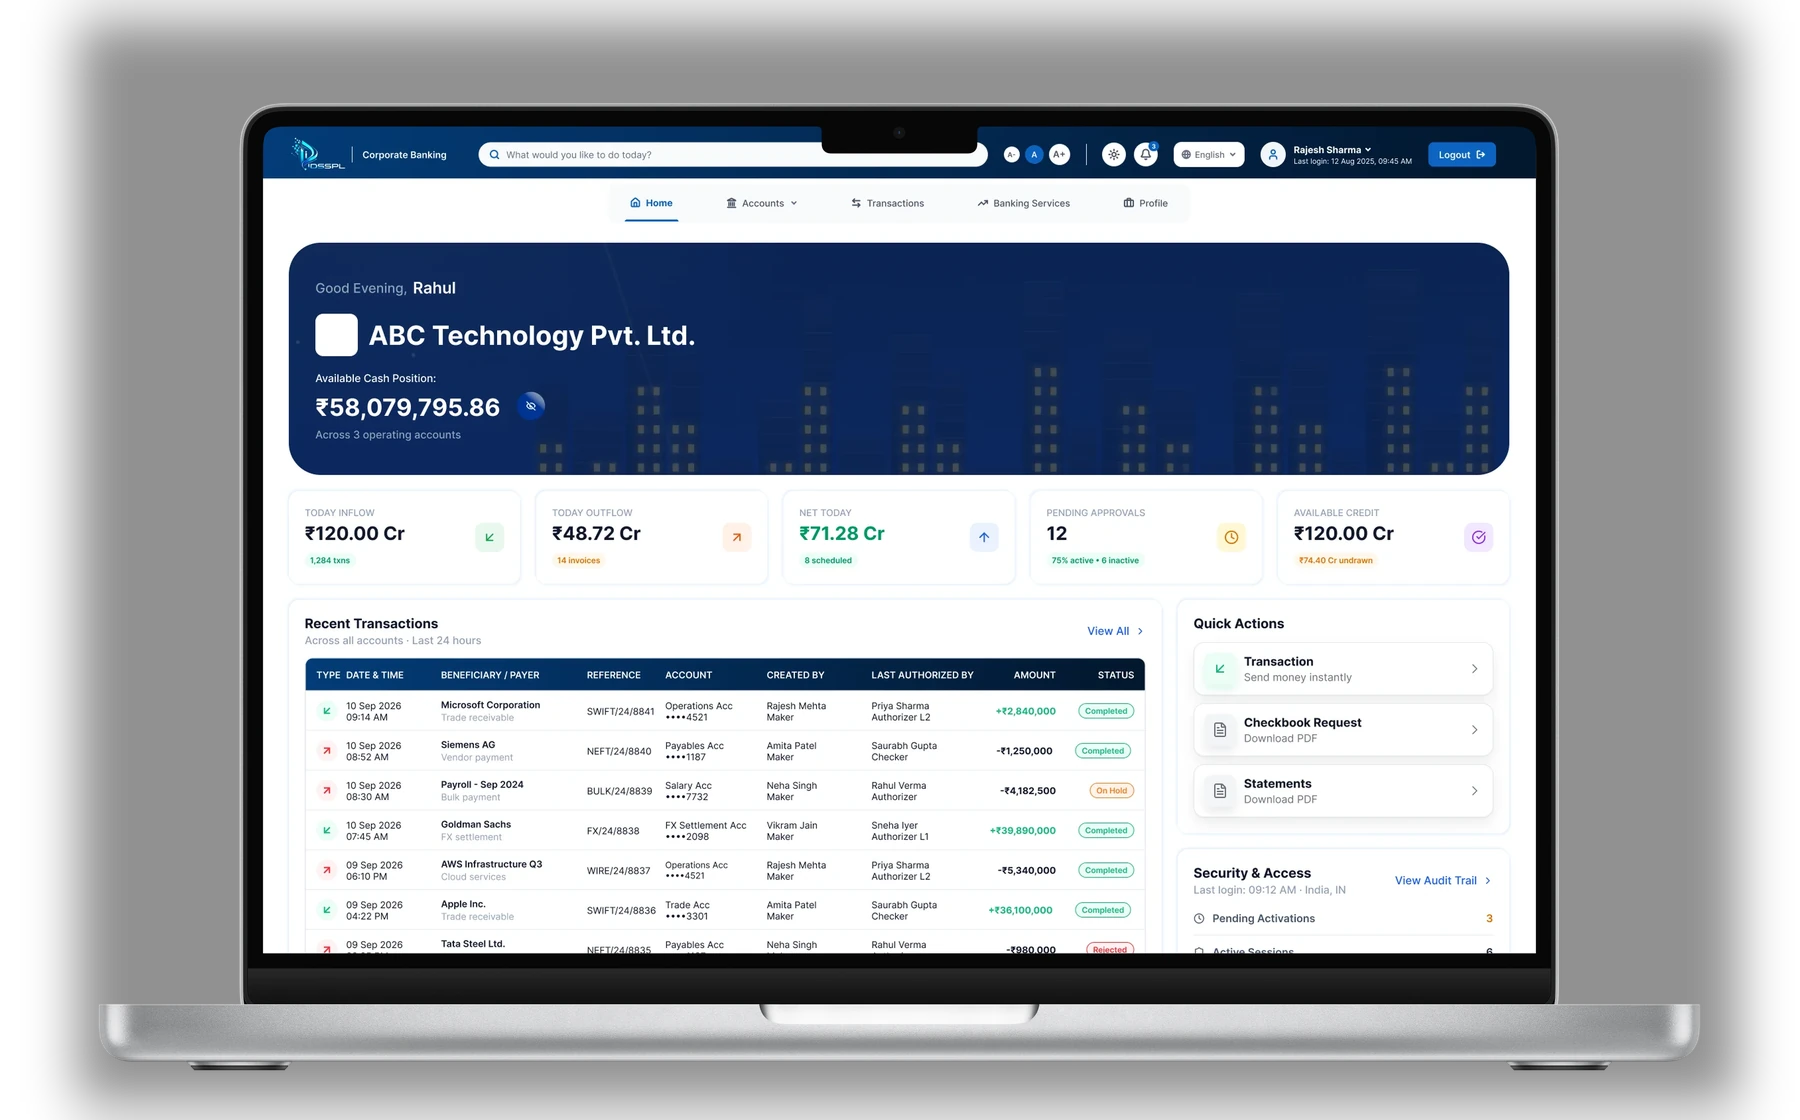 IDSSPL
Corporate Banking
What would you like to do today?
A-
A
A+
3
English
Rajesh Sharma
Last login: 12 Aug 2025, 09:45 AM
Logout
Home
Accounts
Transactions
Banking Services
Profile
Good Evening, Rahul
ABC Technology Pvt. Ltd.
Available Cash Position:
₹58,079,795.86
Across 3 operating accounts
TODAY INFLOW
₹120.00 Cr
1,284 txns
TODAY OUTFLOW
₹48.72 Cr
14 invoices
NET TODAY
₹71.28 Cr
8 scheduled
PENDING APPROVALS
12
75% active • 6 inactive
AVAILABLE CREDIT
₹120.00 Cr
₹74.40 Cr undrawn
Recent Transactions
Across all accounts · Last 24 hours
View All
TYPE DATE & TIME BENEFICIARY / PAYER REFERENCE ACCOUNT CREATED BY LAST AUTHORIZED BY AMOUNT STATUS
10 Sep 2026 Microsoft Corporation SWIFT/24/8841 Operations Acc Rajesh Mehta Priya Sharma +₹2,840,000 Completed
09:14 AM Trade receivable ••••4521 Maker Authorizer L2
10 Sep 2026 Siemens AG NEFT/24/8840 Payables Acc Amita Patel Saurabh Gupta -₹1,250,000 Completed
08:52 AM Vendor payment ••••1187 Maker Checker
10 Sep 2026 Payroll - Sep 2024 BULK/24/8839 Salary Acc Neha Singh Rahul Verma -₹4,182,500 On Hold
08:30 AM Bulk payment ••••7732 Maker Authorizer
10 Sep 2026 Goldman Sachs FX/24/8838 FX Settlement Acc Vikram Jain Sneha Iyer +₹39,890,000 Completed
07:45 AM FX settlement ••••2098 Maker Authorizer L1
09 Sep 2026 AWS Infrastructure Q3 WIRE/24/8837 Operations Acc Rajesh Mehta Priya Sharma -₹5,340,000 Completed
06:10 PM Cloud services ••••4521 Maker Authorizer L2
09 Sep 2026 Apple Inc. SWIFT/24/8836 Trade Acc Amita Patel Saurabh Gupta +₹36,100,000 Completed
04:22 PM Trade receivable ••••3301 Maker Checker
09 Sep 2026 Tata Steel Ltd. NEFT/24/8835 Payables Acc Neha Singh Rahul Verma -₹980,000 Rejected
Quick Actions
Transaction
Send money instantly
Checkbook Request
Download PDF
Statements
Download PDF
Security & Access
Last login: 09:12 AM · India, IN
View Audit Trail
Pending Activations 3
Active Sessions 6